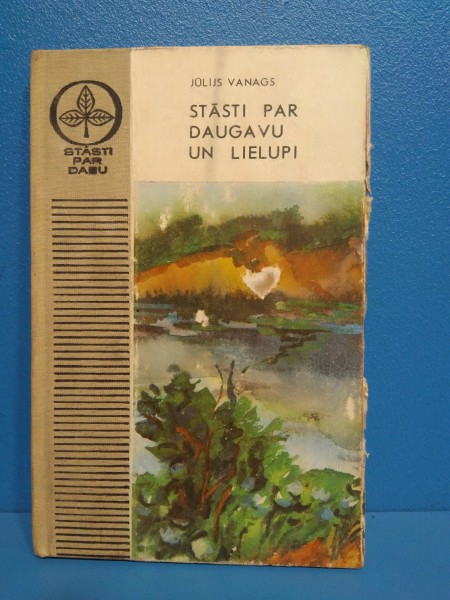 JŪLIJS VANAGS
STĀSTI PAR
DAUGAVU
UN LIELUPI
STĀSTI
PAR
DABU